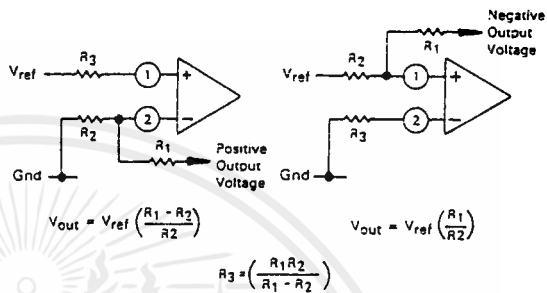 Negative
Output
Voltage
R3
Vref
1
+
2
−
R2
R1
Positive
Output
Voltage
Gnd
R2
R1
Vref
1
+
2
−
R3
Gnd
Vout = Vref (R1 - R2 / R2)
Vout = Vref (R1 / R2)
R3 = (R1R2 / R1 - R2)